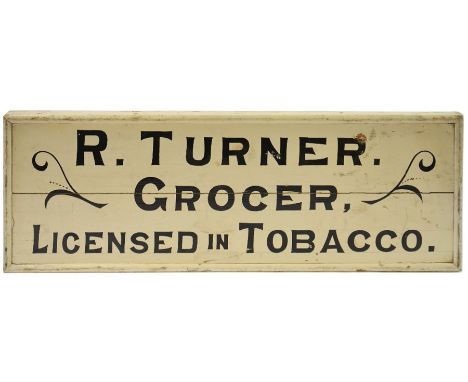 R. TURNER.
GROCER,
LICENSED IN TOBACCO.